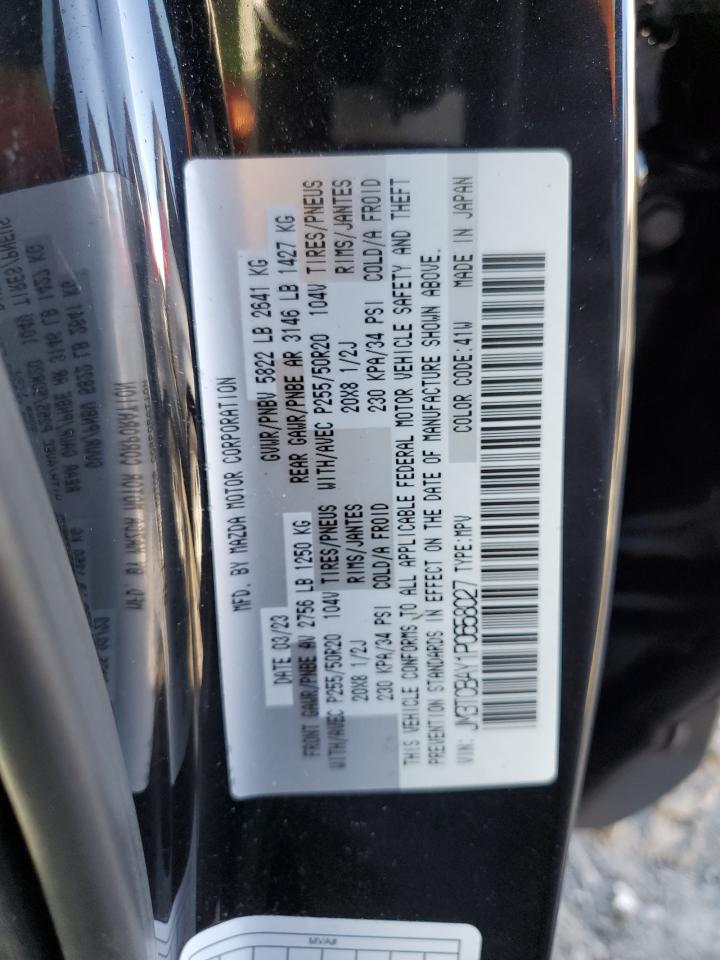 MFD. BY MAZDA MOTOR CORPORATION
DATE 03/23 GVWR/PNBV 5822 LB 2641 KG
FRONT GAWR/PNBE AV 2756 LB 1250 KG REAR GAWR/PNBE AR 3146 LB 1427 KG
WITH/AVEC P255/50R20 104V TIRES/PNEUS WITH/AVEC P255/50R20 104V TIRES/PNEUS
20X8 1/2J RIMS/JANTES 20X8 1/2J RIMS/JANTES
230 KPA/34 PSI COLD/A FROID 230 KPA/34 PSI COLD/A FROID
THIS VEHICLE CONFORMS TO ALL APPLICABLE FEDERAL MOTOR VEHICLE SAFETY AND THEFT
PREVENTION STANDARDS IN EFFECT ON THE DATE OF MANUFACTURE SHOWN ABOVE.
VIN: JM3TCBAY1P0658027 TYPE:MPV COLOR CODE:41W MADE IN JAPAN